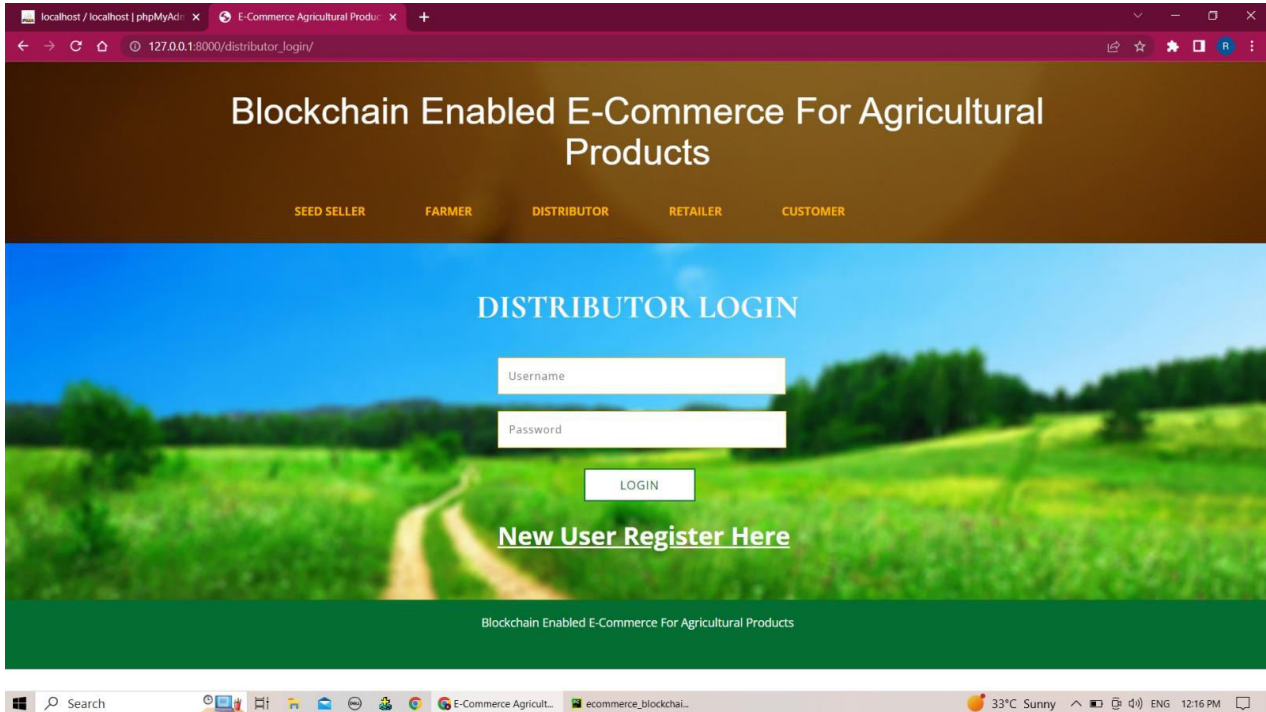 localhost / localhost | phpMyAdm
E-Commerce Agricultural Produc
127.0.0.1:8000/distributor_login/
R
Blockchain Enabled E-Commerce For Agricultural
Products
SEED SELLER FARMER DISTRIBUTOR RETAILER CUSTOMER
DISTRIBUTOR LOGIN
Username
Password
LOGIN
New User Register Here
Blockchain Enabled E-Commerce For Agricultural Products
Search
E-Commerce Agricult...
ecommerce_blockchai...
33°C Sunny
ENG
12:16 PM